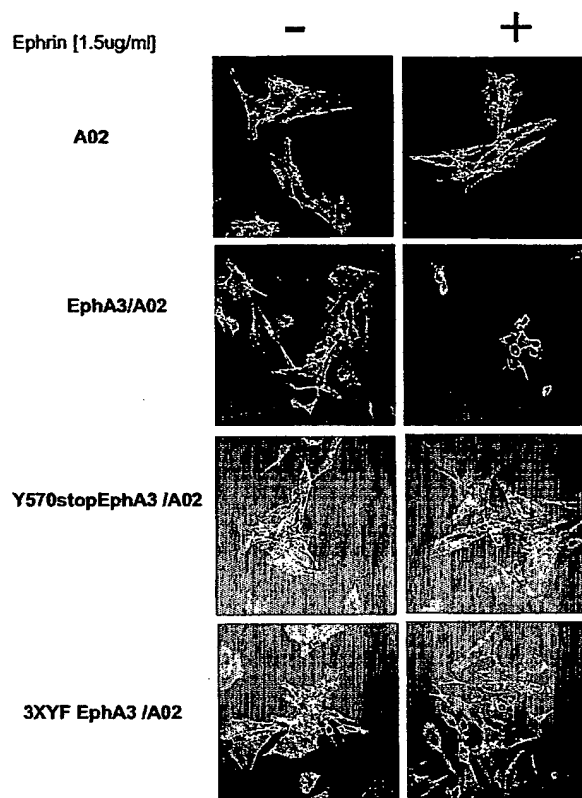 − +
Ephrin [1.5ug/ml]
A02
EphA3/A02
Y570stopEphA3 /A02
3XYF EphA3 /A02